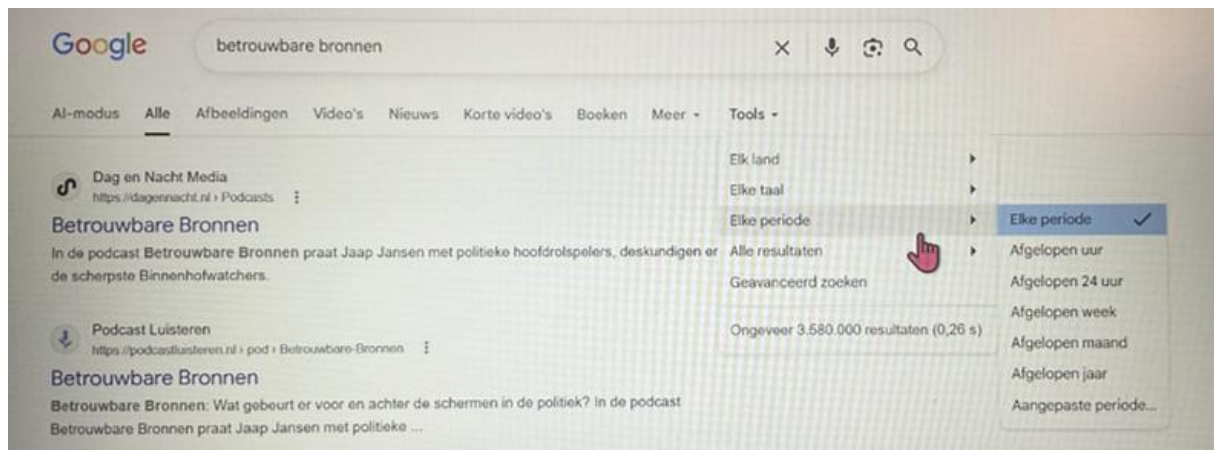 Google
betrouwbare bronnen
AI-modus Alle Afbeeldingen Video's Nieuws Korte video's Boeken Meer Tools
Dag en Nacht Media
https://dagennacht.nl › Podcasts
Betrouwbare Bronnen
In de podcast Betrouwbare Bronnen praat Jaap Jansen met politieke hoofdrolspelers, deskundigen er
de scherpste Binnenhofwatchers.
Podcast Luisteren
https://podcastluisteren.nl › pod › Betrouwbare-Bronnen
Betrouwbare Bronnen
Betrouwbare Bronnen: Wat gebeurt er voor en achter de schermen in de politiek? In de podcast
Betrouwbare Bronnen praat Jaap Jansen met politieke ...
Elk land
Elke taal
Elke periode
Alle resultaten
Geavanceerd zoeken
Ongeveer 3.580.000 resultaten (0,26 s)
Elke periode
Afgelopen uur
Afgelopen 24 uur
Afgelopen week
Afgelopen maand
Afgelopen jaar
Aangepaste periode...